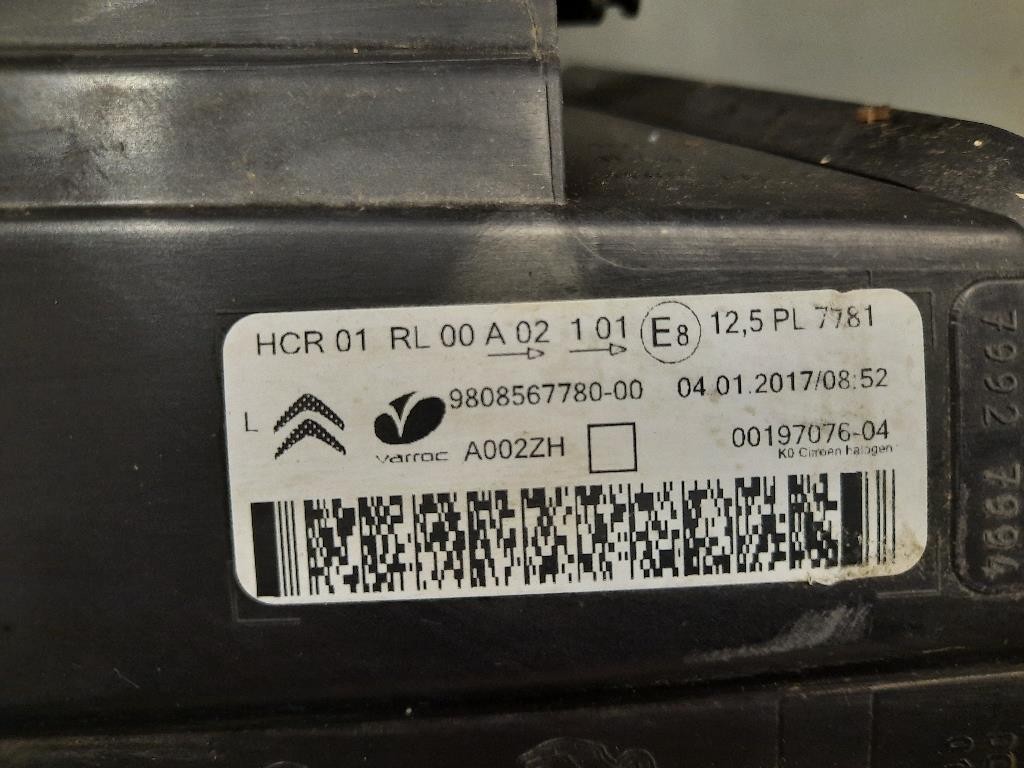 HCR 01 RL 00 A 02 1 01 E8 12,5 PL 7781
L 9808567780-00 04.01.2017/08:52
varroc A002ZH 00197076-04
K0 Citroen halogen
7992 7994